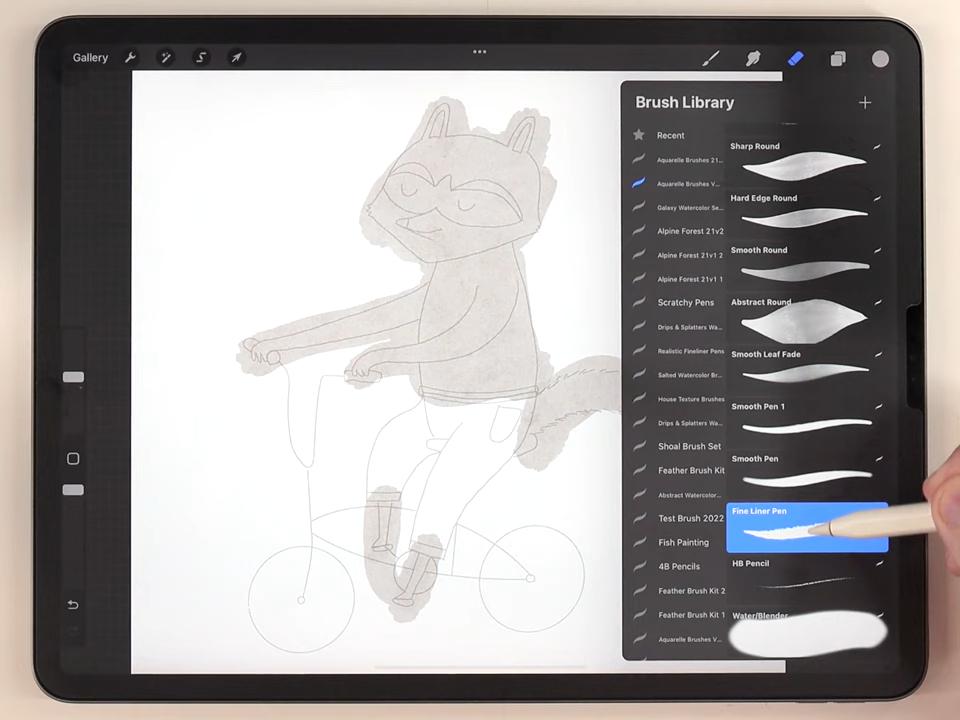 Gallery
Brush Library
Recent
Aquarelle Brushes 21...
Aquarelle Brushes V...
Galaxy Watercolor Se...
Alpine Forest 21v2
Alpine Forest 21v1 2
Alpine Forest 21v1 1
Scratchy Pens
Drips & Splatters Wa...
Realistic Fineliner Pens
Salted Watercolor Br...
House Texture Brushes
Drips & Splatters Wa...
Shoal Brush Set
Feather Brush Kit
Abstract Watercolor...
Test Brush 2022
Fish Painting
4B Pencils
Feather Brush Kit 2
Feather Brush Kit 1
Aquarelle Brushes V...
Sharp Round
Hard Edge Round
Smooth Round
Abstract Round
Smooth Leaf Fade
Smooth Pen 1
Smooth Pen
Fine Liner Pen
HB Pencil
Water/Blender